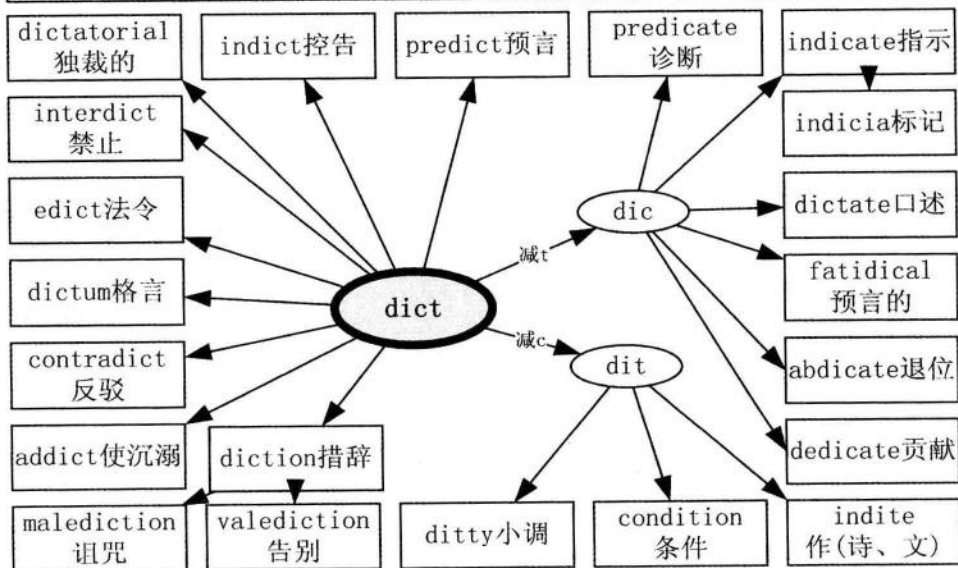 dictatorial
独裁的
indict控告
predict预言
predicate
诊断
indicate指示
interdict
禁止
indicia标记
edict法令
dic
dictate口述
减t
fatidical
预言的
dictum格言
dict
减c
contradict
反驳
dit
abdicate退位
addict使沉溺
diction措辞
dedicate贡献
malediction
诅咒
valediction
告别
ditty小调
condition
条件
indite
作(诗、文)